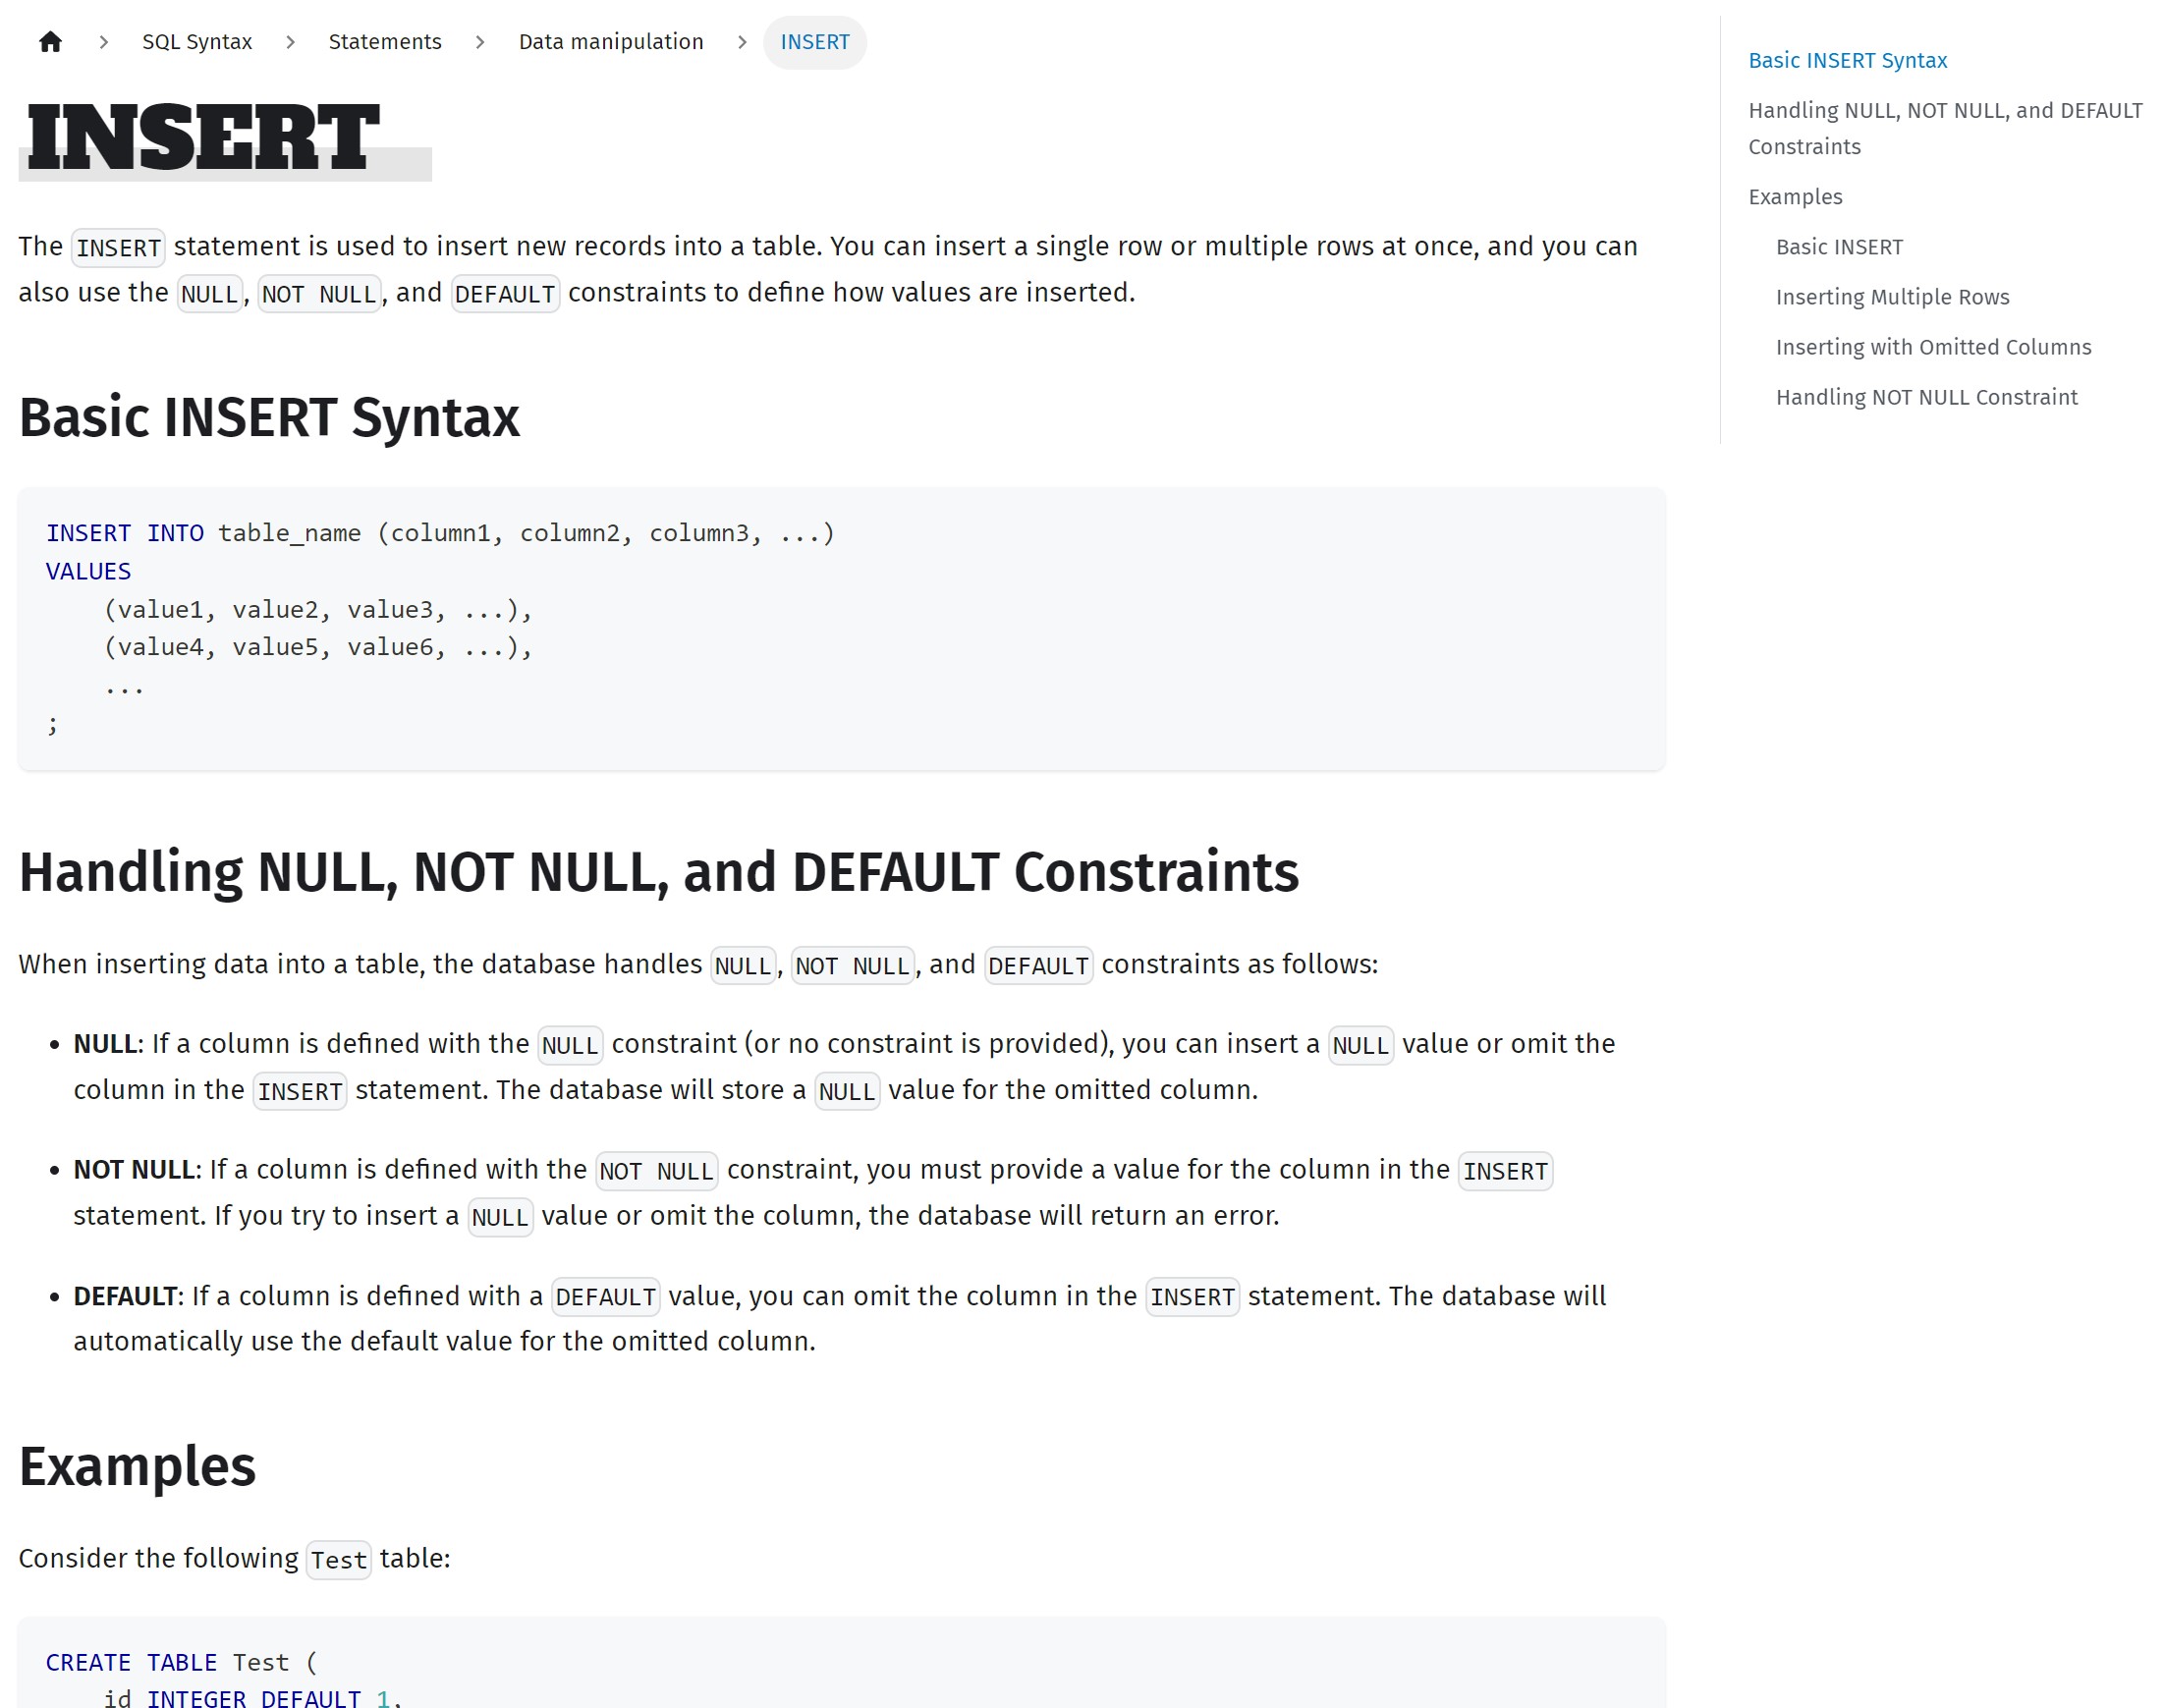 SQL Syntax Statements Data manipulation INSERT
INSERT
The INSERT statement is used to insert new records into a table. You can insert a single row or multiple rows at once, and you can
also use the NULL, NOT NULL, and DEFAULT constraints to define how values are inserted.
Basic INSERT Syntax
INSERT INTO table_name (column1, column2, column3, ...)
VALUES
    (value1, value2, value3, ...),
    (value4, value5, value6, ...),
    ...
;
Handling NULL, NOT NULL, and DEFAULT Constraints
When inserting data into a table, the database handles NULL, NOT NULL, and DEFAULT constraints as follows:
• NULL: If a column is defined with the NULL constraint (or no constraint is provided), you can insert a NULL value or omit the
column in the INSERT statement. The database will store a NULL value for the omitted column.
• NOT NULL: If a column is defined with the NOT NULL constraint, you must provide a value for the column in the INSERT
statement. If you try to insert a NULL value or omit the column, the database will return an error.
• DEFAULT: If a column is defined with a DEFAULT value, you can omit the column in the INSERT statement. The database will
automatically use the default value for the omitted column.
Examples
Consider the following Test table:
CREATE TABLE Test (
    id INTEGER DEFAULT 1,
Basic INSERT Syntax
Handling NULL, NOT NULL, and DEFAULT
Constraints
Examples
Basic INSERT
Inserting Multiple Rows
Inserting with Omitted Columns
Handling NOT NULL Constraint